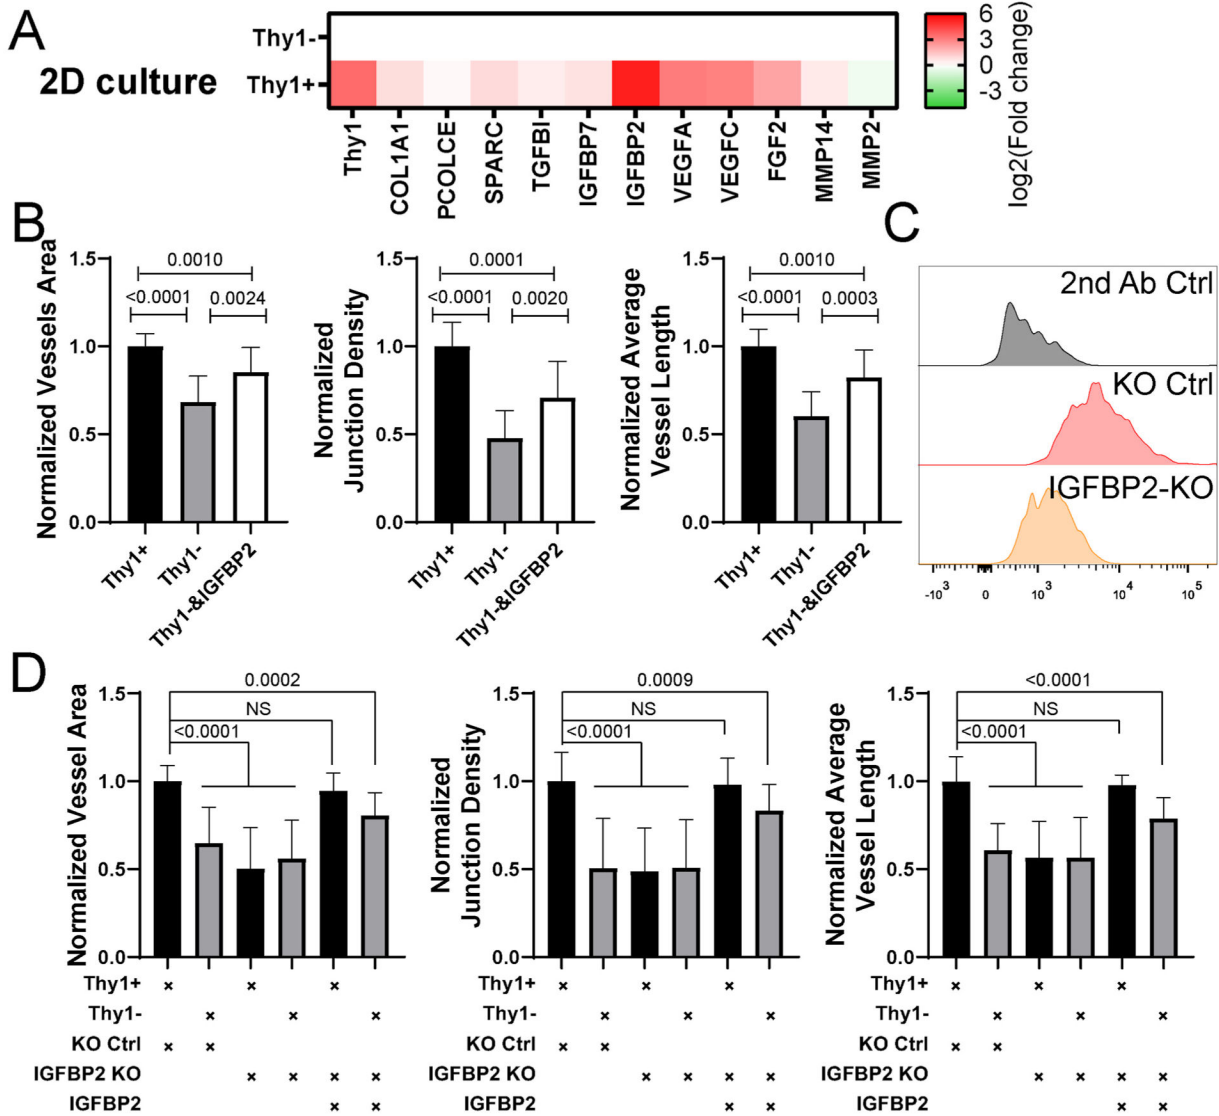 A
2D culture
Thy1-
Thy1+
Thy1
COL1A1
PCOLCE
SPARC
TGFBI
IGFBP7
IGFBP2
VEGFA
VEGFC
FGF2
MMP14
MMP2
6
3
0
-3
log2(Fold change)
B
Normalized Vessels Area
1.5
1.0
0.5
0.0
0.0010
<0.0001
0.0024
Thy1+
Thy1-
Thy1-&IGFBP2
Normalized
Junction Density
1.5
1.0
0.5
0.0
0.0001
<0.0001
0.0020
Thy1+
Thy1-
Thy1-&IGFBP2
Normalized Average
Vessel Length
1.5
1.0
0.5
0.0
0.0010
<0.0001
0.0003
Thy1+
Thy1-
Thy1-&IGFBP2
C
2nd Ab Ctrl
KO Ctrl
IGFBP2-KO
-10³ 0 10³ 10⁴ 10⁵
D
Normalized Vessel Area
1.5
1.0
0.5
0.0
0.0002
NS
<0.0001
Thy1+ × × ×
Thy1- × × ×
KO Ctrl × ×
IGFBP2 KO × × × ×
IGFBP2 × ×
Normalized
Junction Density
1.5
1.0
0.5
0.0
0.0009
NS
<0.0001
Thy1+ × × ×
Thy1- × × ×
KO Ctrl × ×
IGFBP2 KO × × × ×
IGFBP2 × ×
Normalized Average
Vessel Length
1.5
1.0
0.5
0.0
<0.0001
NS
<0.0001
Thy1+ × × ×
Thy1- × × ×
KO Ctrl × ×
IGFBP2 KO × × × ×
IGFBP2 × ×